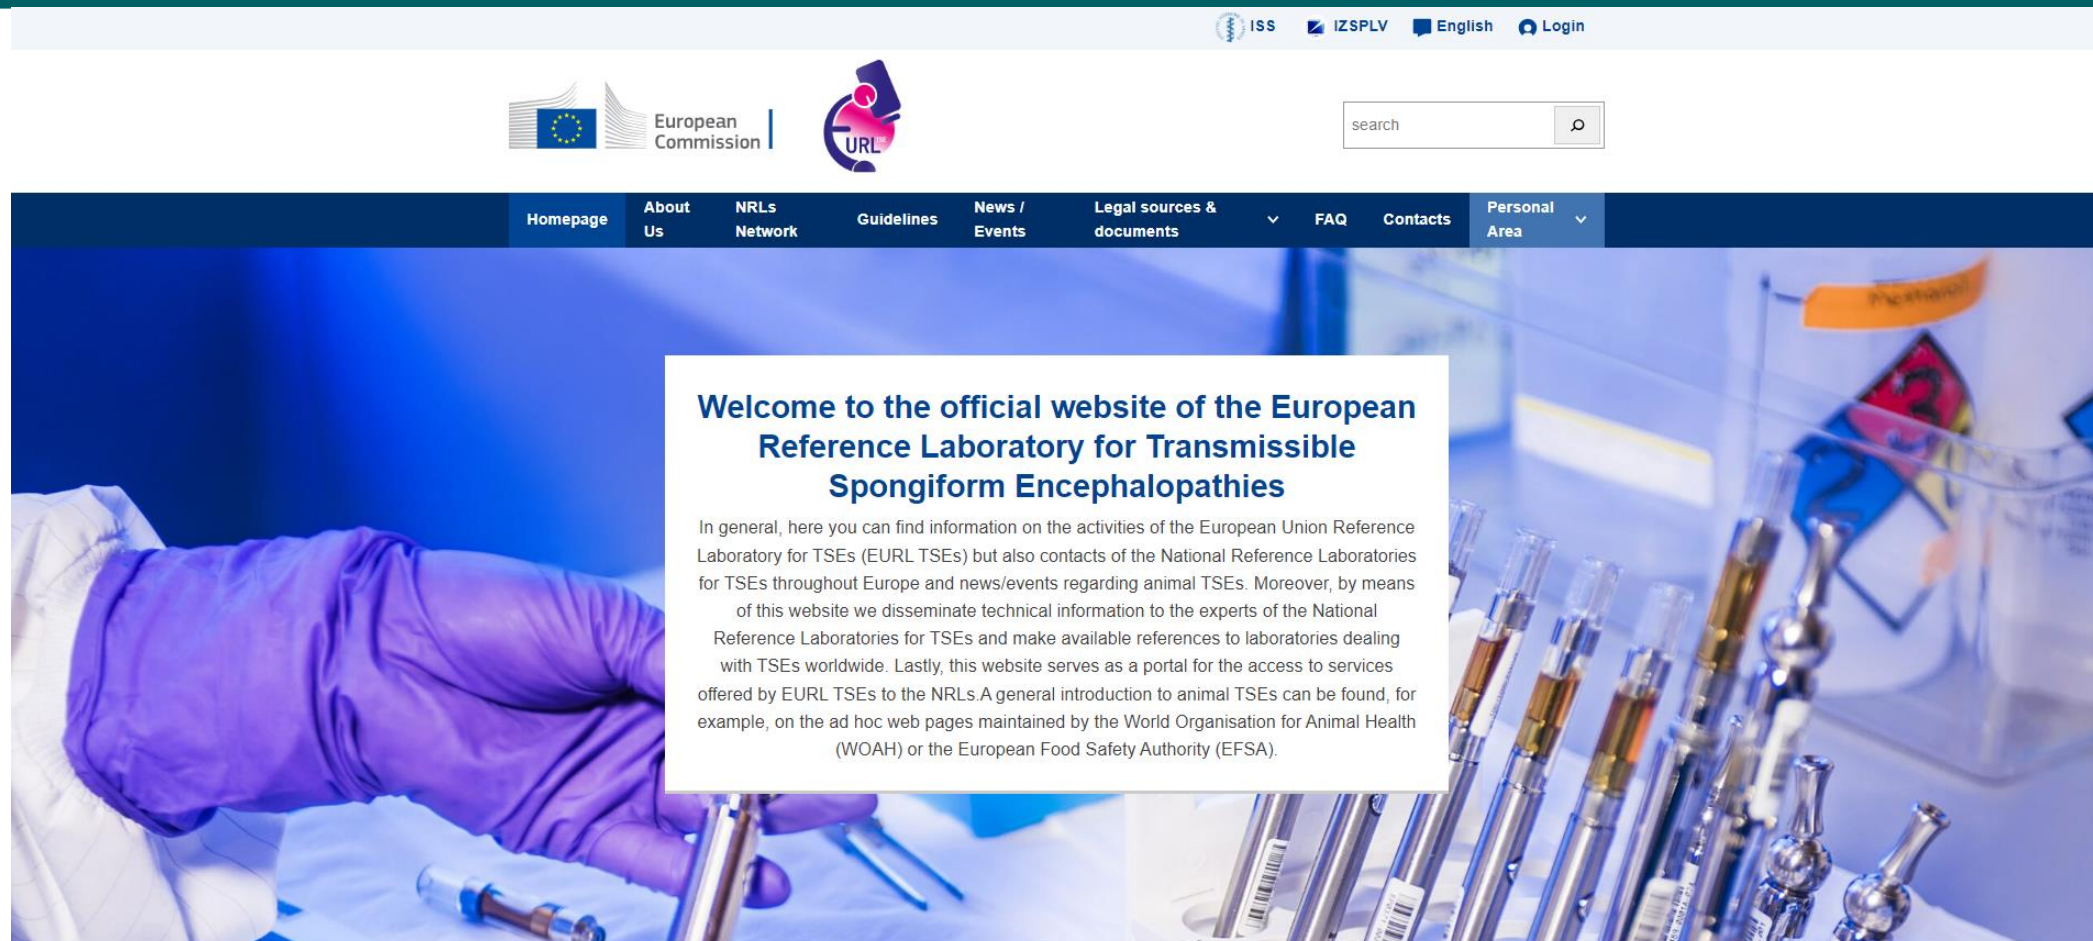 ISS IZSPLV English Login
European
Commission
URL TSE
search
Homepage About Us NRLs Network Guidelines News / Events Legal sources & documents FAQ Contacts Personal Area
Welcome to the official website of the European
Reference Laboratory for Transmissible
Spongiform Encephalopathies
In general, here you can find information on the activities of the European Union Reference
Laboratory for TSEs (EURL TSEs) but also contacts of the National Reference Laboratories
for TSEs throughout Europe and news/events regarding animal TSEs. Moreover, by means
of this website we disseminate technical information to the experts of the National
Reference Laboratories for TSEs and make available references to laboratories dealing
with TSEs worldwide. Lastly, this website serves as a portal for the access to services
offered by EURL TSEs to the NRLs.A general introduction to animal TSEs can be found, for
example, on the ad hoc web pages maintained by the World Organisation for Animal Health
(WOAH) or the European Food Safety Authority (EFSA).
3
2